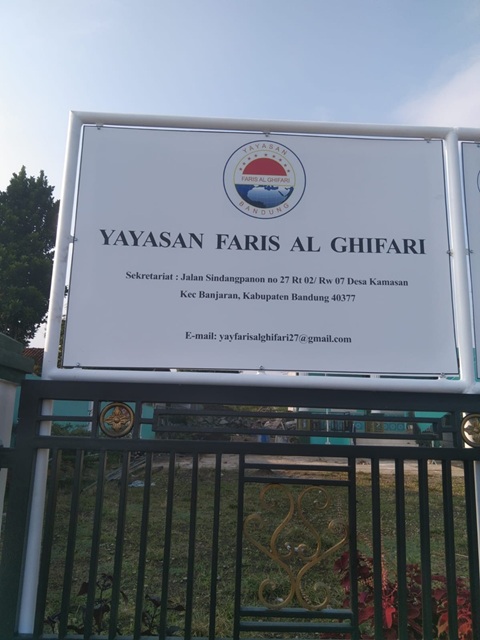 YAYASAN
FARIS AL GHIFARI
BANDUNG
YAYASAN FARIS AL GHIFARI
Sekretariat : Jalan Sindangpanon no 27 Rt 02/ Rw 07 Desa Kamasan
Kec Banjaran, Kabupaten Bandung 40377
E-mail: yayfarisalghifari27@gmail.com